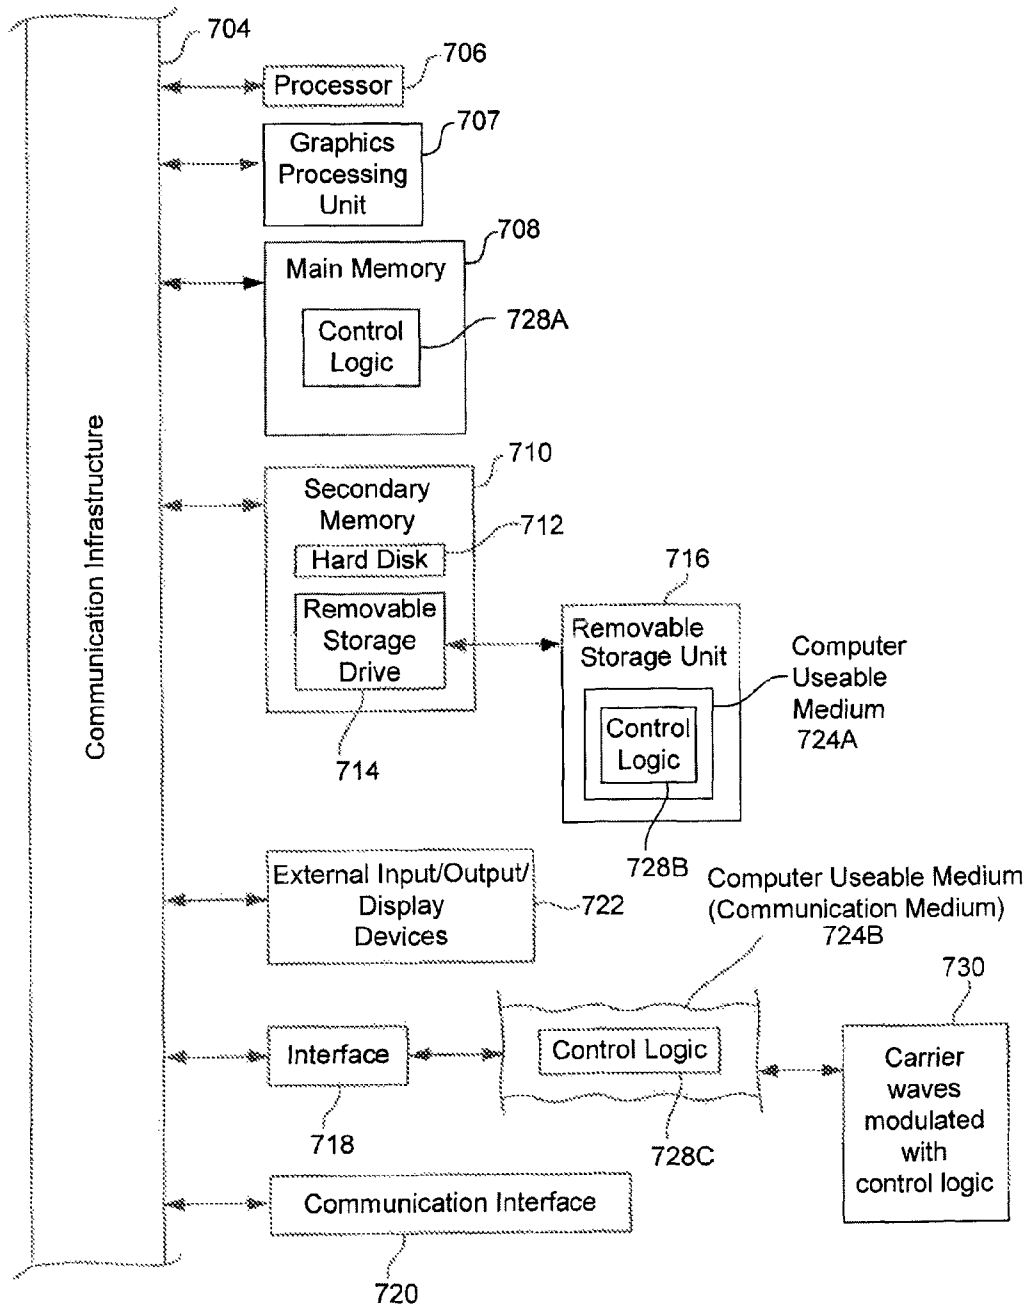 704
706
Processor
707
Graphics
Processing
Unit
708
Main Memory
728A
Control
Logic
Communication Infrastructure
710
Secondary
Memory
712
Hard Disk
716
Removable
Storage
Drive
Removable
Storage Unit
Computer
Useable
Medium
724A
Control
Logic
714
728B
External Input/Output/
Display
Devices
722
Computer Useable Medium
(Communication Medium)
724B
730
Interface
Control Logic
Carrier
waves
modulated
with
control logic
718
728C
Communication Interface
720